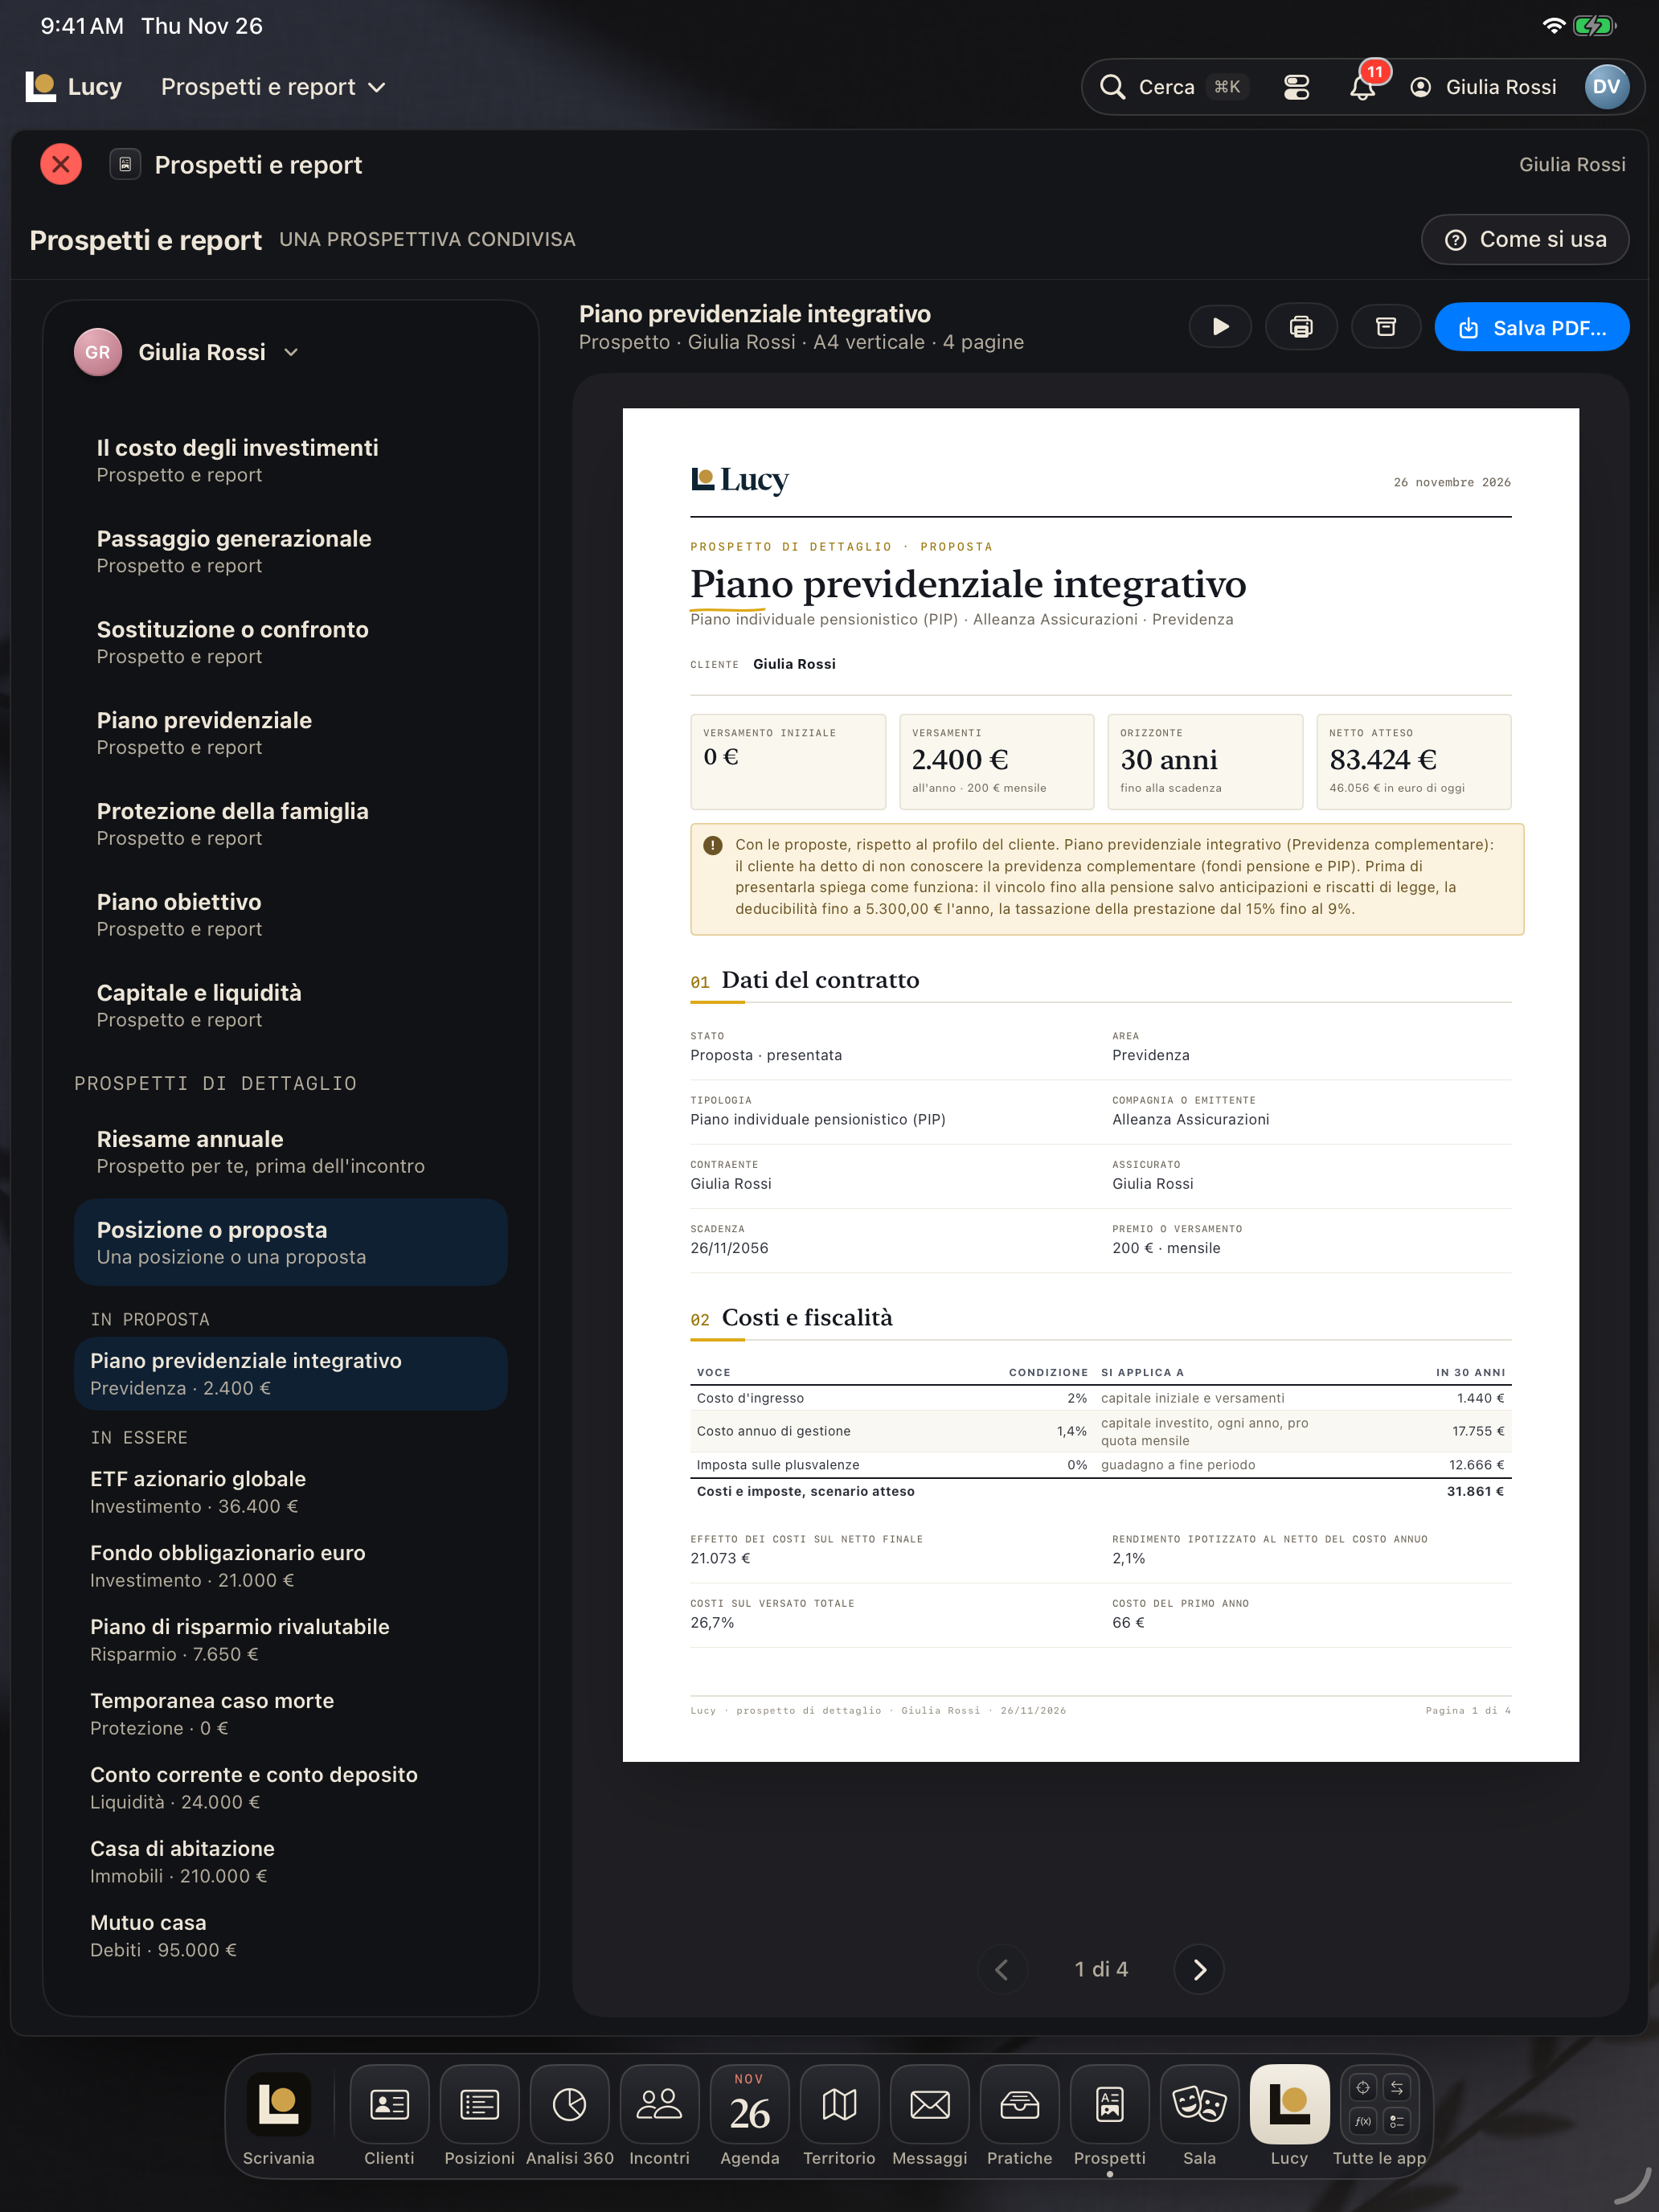 9:41 AM Thu Nov 26
Lucy
Prospetti e report
Cerca ⌘K
11
Giulia Rossi
DV
Prospetti e report
Giulia Rossi
Prospetti e report UNA PROSPETTIVA CONDIVISA
Come si usa
GR
Giulia Rossi
Il costo degli investimenti
Prospetto e report
Passaggio generazionale
Prospetto e report
Sostituzione o confronto
Prospetto e report
Piano previdenziale
Prospetto e report
Protezione della famiglia
Prospetto e report
Piano obiettivo
Prospetto e report
Capitale e liquidità
Prospetto e report
PROSPETTI DI DETTAGLIO
Riesame annuale
Prospetto per te, prima dell'incontro
Posizione o proposta
Una posizione o una proposta
IN PROPOSTA
Piano previdenziale integrativo
Previdenza · 2.400 €
IN ESSERE
ETF azionario globale
Investimento · 36.400 €
Fondo obbligazionario euro
Investimento · 21.000 €
Piano di risparmio rivalutabile
Risparmio · 7.650 €
Temporanea caso morte
Protezione · 0 €
Conto corrente e conto deposito
Liquidità · 24.000 €
Casa di abitazione
Immobili · 210.000 €
Mutuo casa
Debiti · 95.000 €
Piano previdenziale integrativo
Prospetto · Giulia Rossi · A4 verticale · 4 pagine
Salva PDF...
Lucy
26 novembre 2026
PROSPETTO DI DETTAGLIO · PROPOSTA
Piano previdenziale integrativo
Piano individuale pensionistico (PIP) · Alleanza Assicurazioni · Previdenza
CLIENTE Giulia Rossi
VERSAMENTO INIZIALE
0 €
VERSAMENTI
2.400 €
all'anno · 200 € mensile
ORIZZONTE
30 anni
fino alla scadenza
NETTO ATTESO
83.424 €
46.056 € in euro di oggi
Con le proposte, rispetto al profilo del cliente. Piano previdenziale integrativo (Previdenza complementare):
il cliente ha detto di non conoscere la previdenza complementare (fondi pensione e PIP). Prima di
presentarla spiega come funziona: il vincolo fino alla pensione salvo anticipazioni e riscatti di legge, la
deducibilità fino a 5.300,00 € l'anno, la tassazione della prestazione dal 15% fino al 9%.
01 Dati del contratto
STATO
Proposta · presentata
AREA
Previdenza
TIPOLOGIA
Piano individuale pensionistico (PIP)
COMPAGNIA O EMITTENTE
Alleanza Assicurazioni
CONTRAENTE
Giulia Rossi
ASSICURATO
Giulia Rossi
SCADENZA
26/11/2056
PREMIO O VERSAMENTO
200 € · mensile
02 Costi e fiscalità
VOCE CONDIZIONE SI APPLICA A IN 30 ANNI
Costo d'ingresso 2% capitale iniziale e versamenti 1.440 €
Costo annuo di gestione 1,4% capitale investito, ogni anno, pro
quota mensile 17.755 €
Imposta sulle plusvalenze 0% guadagno a fine periodo 12.666 €
Costi e imposte, scenario atteso 31.861 €
EFFETTO DEI COSTI SUL NETTO FINALE
21.073 €
RENDIMENTO IPOTIZZATO AL NETTO DEL COSTO ANNUO
2,1%
COSTI SUL VERSATO TOTALE
26,7%
COSTO DEL PRIMO ANNO
66 €
Lucy · prospetto di dettaglio · Giulia Rossi · 26/11/2026
Pagina 1 di 4
1 di 4
NOV
26
f(x)
Scrivania Clienti Posizioni Analisi 360 Incontri Agenda Territorio Messaggi Pratiche Prospetti Sala Lucy Tutte le app